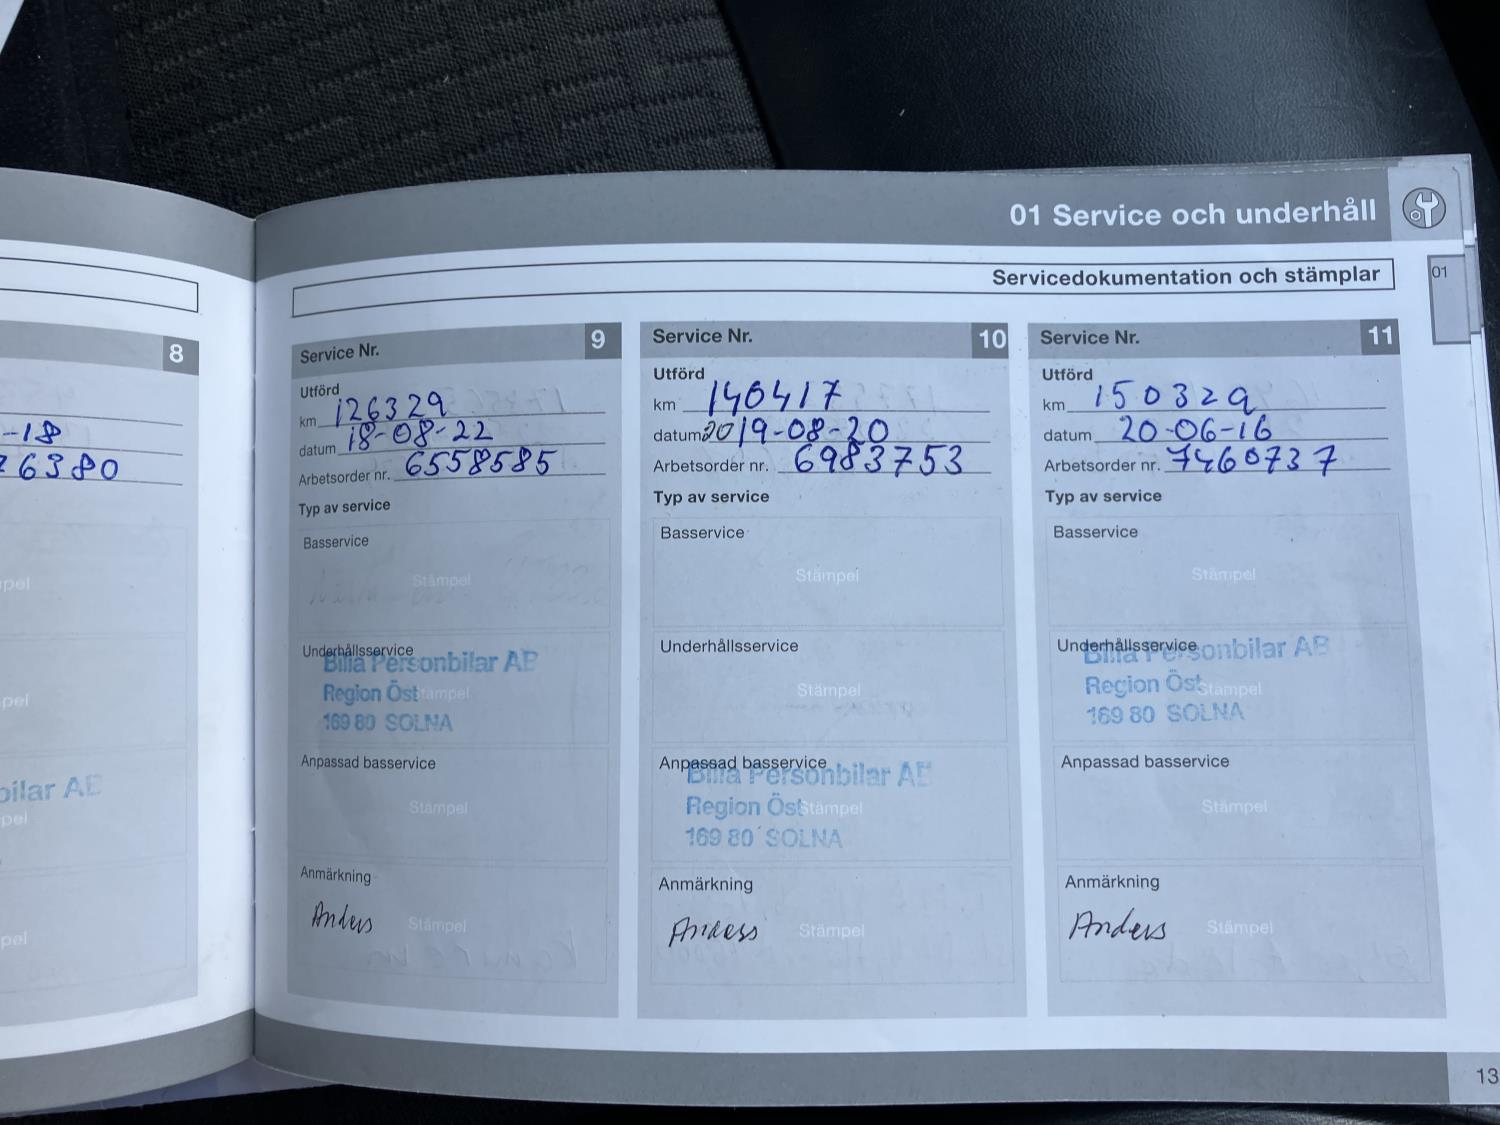 01 Service och underhåll
01
Servicedokumentation och stämplar
8
-18
76380
pel
pel
bilar AB
pel
pel
Service Nr. 9
Utförd
km 126329
datum 18-08-22
Arbetsorder nr. 6558585
Typ av service
Basservice
Stämpel
Underhållsservice
Bilia Personbilar AB
Region Öst
Stämpel
169 80 SOLNA
Anpassad basservice
Stämpel
Anmärkning
Anders
Stämpel
Service Nr. 10
Utförd
km 140417
datum 2019-08-20
Arbetsorder nr. 6983753
Typ av service
Basservice
Stämpel
Underhållsservice
Stämpel
Anpassad basservice
Bilia Personbilar AB
Region Öst
Stämpel
169 80 SOLNA
Anmärkning
Anders
Stämpel
Service Nr. 11
Utförd
km 150329
datum 20-06-16
Arbetsorder nr. 7460737
Typ av service
Basservice
Stämpel
Underhållsservice
Bilia Personbilar AB
Region Öst
Stämpel
169 80 SOLNA
Anpassad basservice
Stämpel
Anmärkning
Anders
Stämpel
13